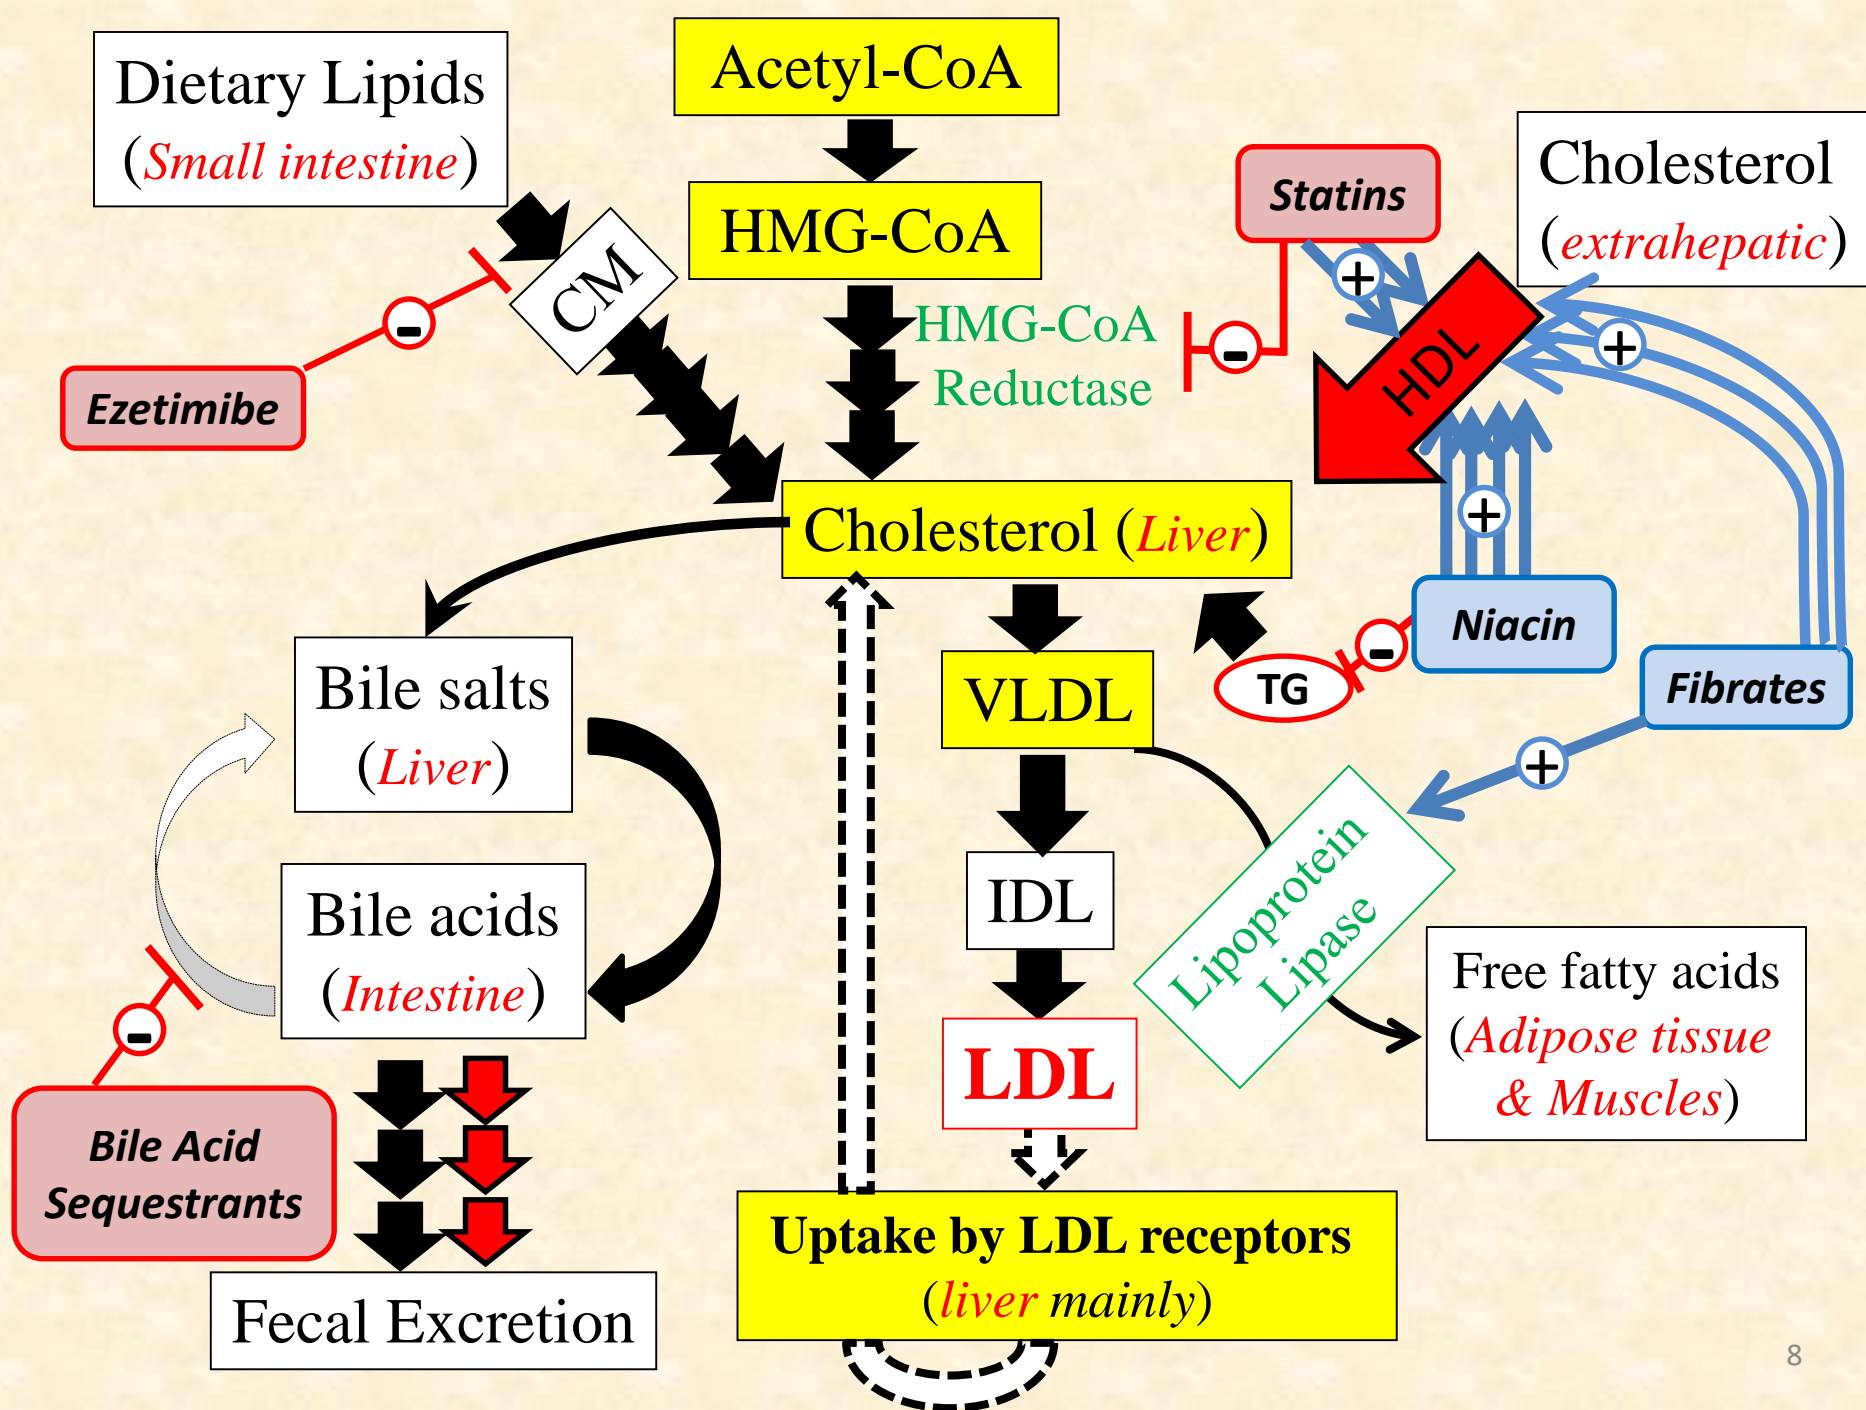 Dietary Lipids
(Small intestine)
Acetyl-CoA
HMG-CoA
Statins
Cholesterol
(extrahepatic)
CM
+
-
HMG-CoA
Reductase
-
+
HDL
Ezetimibe
Cholesterol (Liver)
+
Niacin
-
TG
Fibrates
Bile salts
(Liver)
VLDL
+
Lipoprotein
Lipase
IDL
Bile acids
(Intestine)
-
Free fatty acids
(Adipose tissue
& Muscles)
LDL
Bile Acid
Sequestrants
Uptake by LDL receptors
(liver mainly)
Fecal Excretion
8